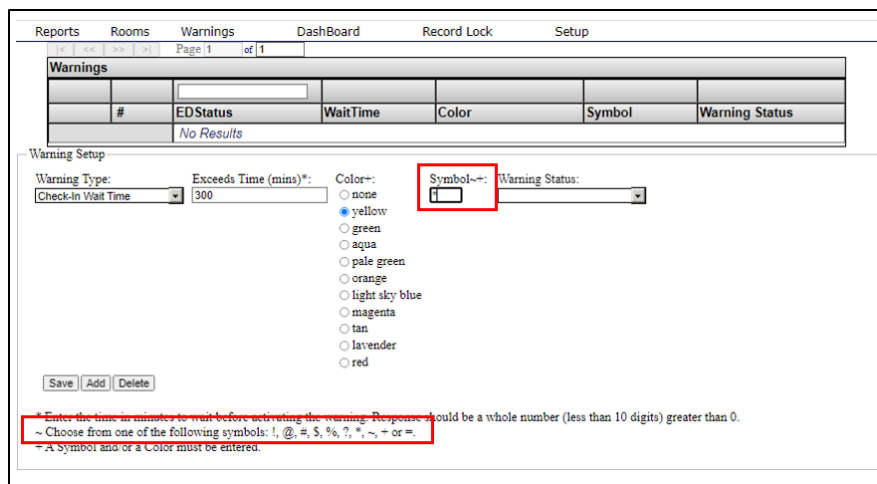 Reports Rooms Warnings DashBoard Record Lock Setup
|< << >> >| Page 1 of 1
Warnings
# EDStatus WaitTime Color Symbol Warning Status
No Results
Warning Setup
Warning Type: Exceeds Time (mins)*: Color+: Symbol~+: Warning Status:
Check-In Wait Time 300 none *
yellow
green
aqua
pale green
orange
light sky blue
magenta
tan
lavender
red
Save Add Delete
* Enter the time in minutes to wait before activating the warning. Response should be a whole number (less than 10 digits) greater than 0.
~ Choose from one of the following symbols: !, @, #, $, %, ?, *, ~, + or =.
+ A Symbol and/or a Color must be entered.